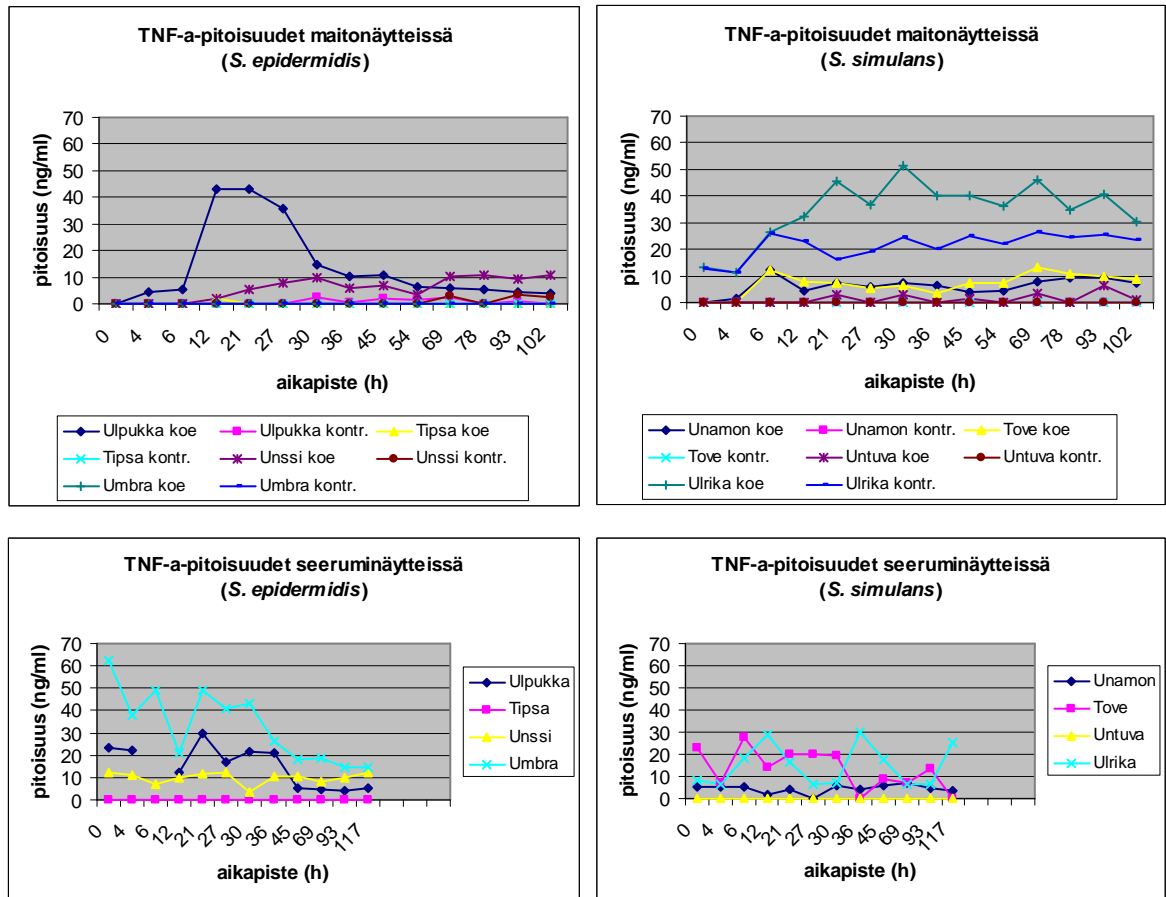 TNF-a-pitoisuudet maitonäytteissä
(S. epidermidis)
pitoisuus (ng/ml)
70
60
50
40
30
20
10
0
0 4 6 12 21 27 30 36 45 54 69 78 93 102
aikapiste (h)
Ulpukka koe Ulpukka kontr. Tipsa koe
Tipsa kontr. Unssi koe Unssi kontr.
Umbra koe Umbra kontr.
TNF-a-pitoisuudet maitonäytteissä
(S. simulans)
pitoisuus (ng/ml)
70
60
50
40
30
20
10
0
0 4 6 12 21 27 30 36 45 54 69 78 93 102
aikapiste (h)
Unamon koe Unamon kontr. Tove koe
Tove kontr. Untuva koe Untuva kontr.
Ulrika koe Ulrika kontr.
TNF-a-pitoisuudet seeruminäytteissä
(S. epidermidis)
pitoisuus (ng/ml)
70
60
50
40
30
20
10
0
0 4 6 12 21 27 30 36 45 69 93 117
aikapiste (h)
Ulpukka
Tipsa
Unssi
Umbra
TNF-a-pitoisuudet seeruminäytteissä
(S. simulans)
pitoisuus (ng/ml)
70
60
50
40
30
20
10
0
0 4 6 12 21 27 30 36 45 69 93 117
aikapiste (h)
Unamon
Tove
Untuva
Ulrika